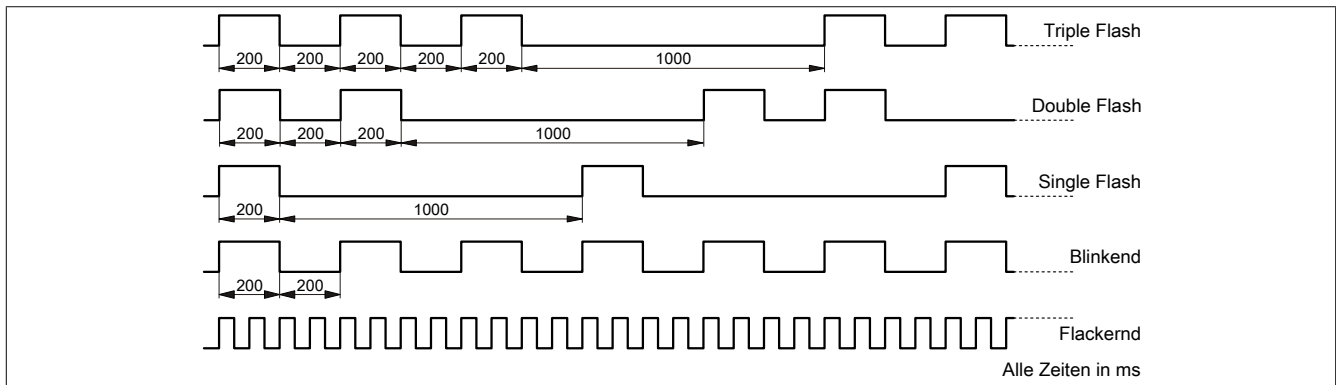 Triple Flash
200 200 200 200 200 1000
Double Flash
200 200 200 1000
Single Flash
200 1000
Blinkend
200 200
Flackernd
Alle Zeiten in ms